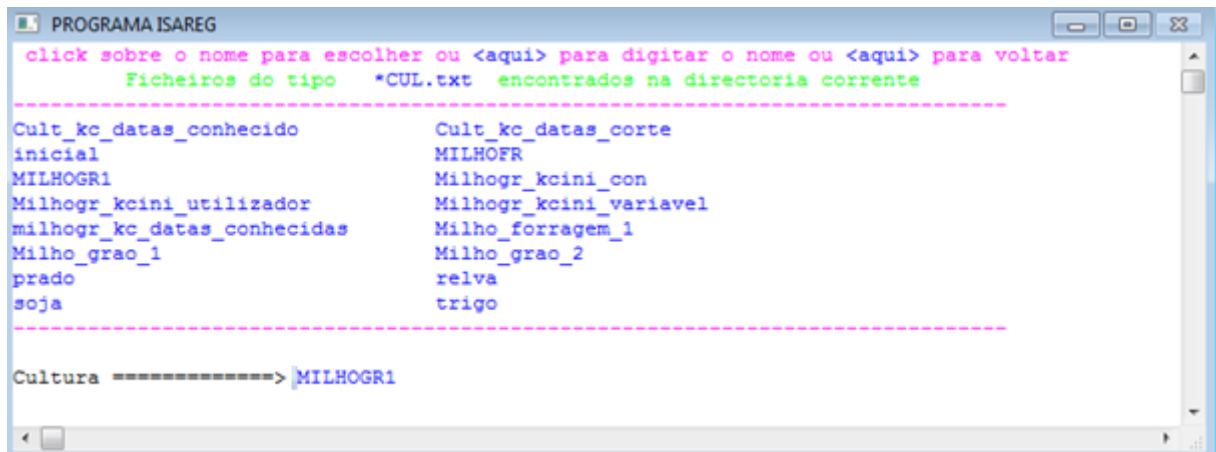 PROGRAMA ISAREG
click sobre o nome para escolher ou <aqui> para digitar o nome ou <aqui> para voltar
Ficheiros do tipo *CUL.txt encontrados na directoria corrente
--------------------------------------------------------------------------------
Cult_kc_datas_conhecido Cult_kc_datas_corte
inicial MILHOFR
MILHOGR1 Milhogr_kcini_con
Milhogr_kcini_utilizador Milhogr_kcini_variavel
milhogr_kc_datas_conhecidas Milho_forragem_1
Milho_grao_1 Milho_grao_2
prado relva
soja trigo
--------------------------------------------------------------------------------
Cultura =============> MILHOGR1